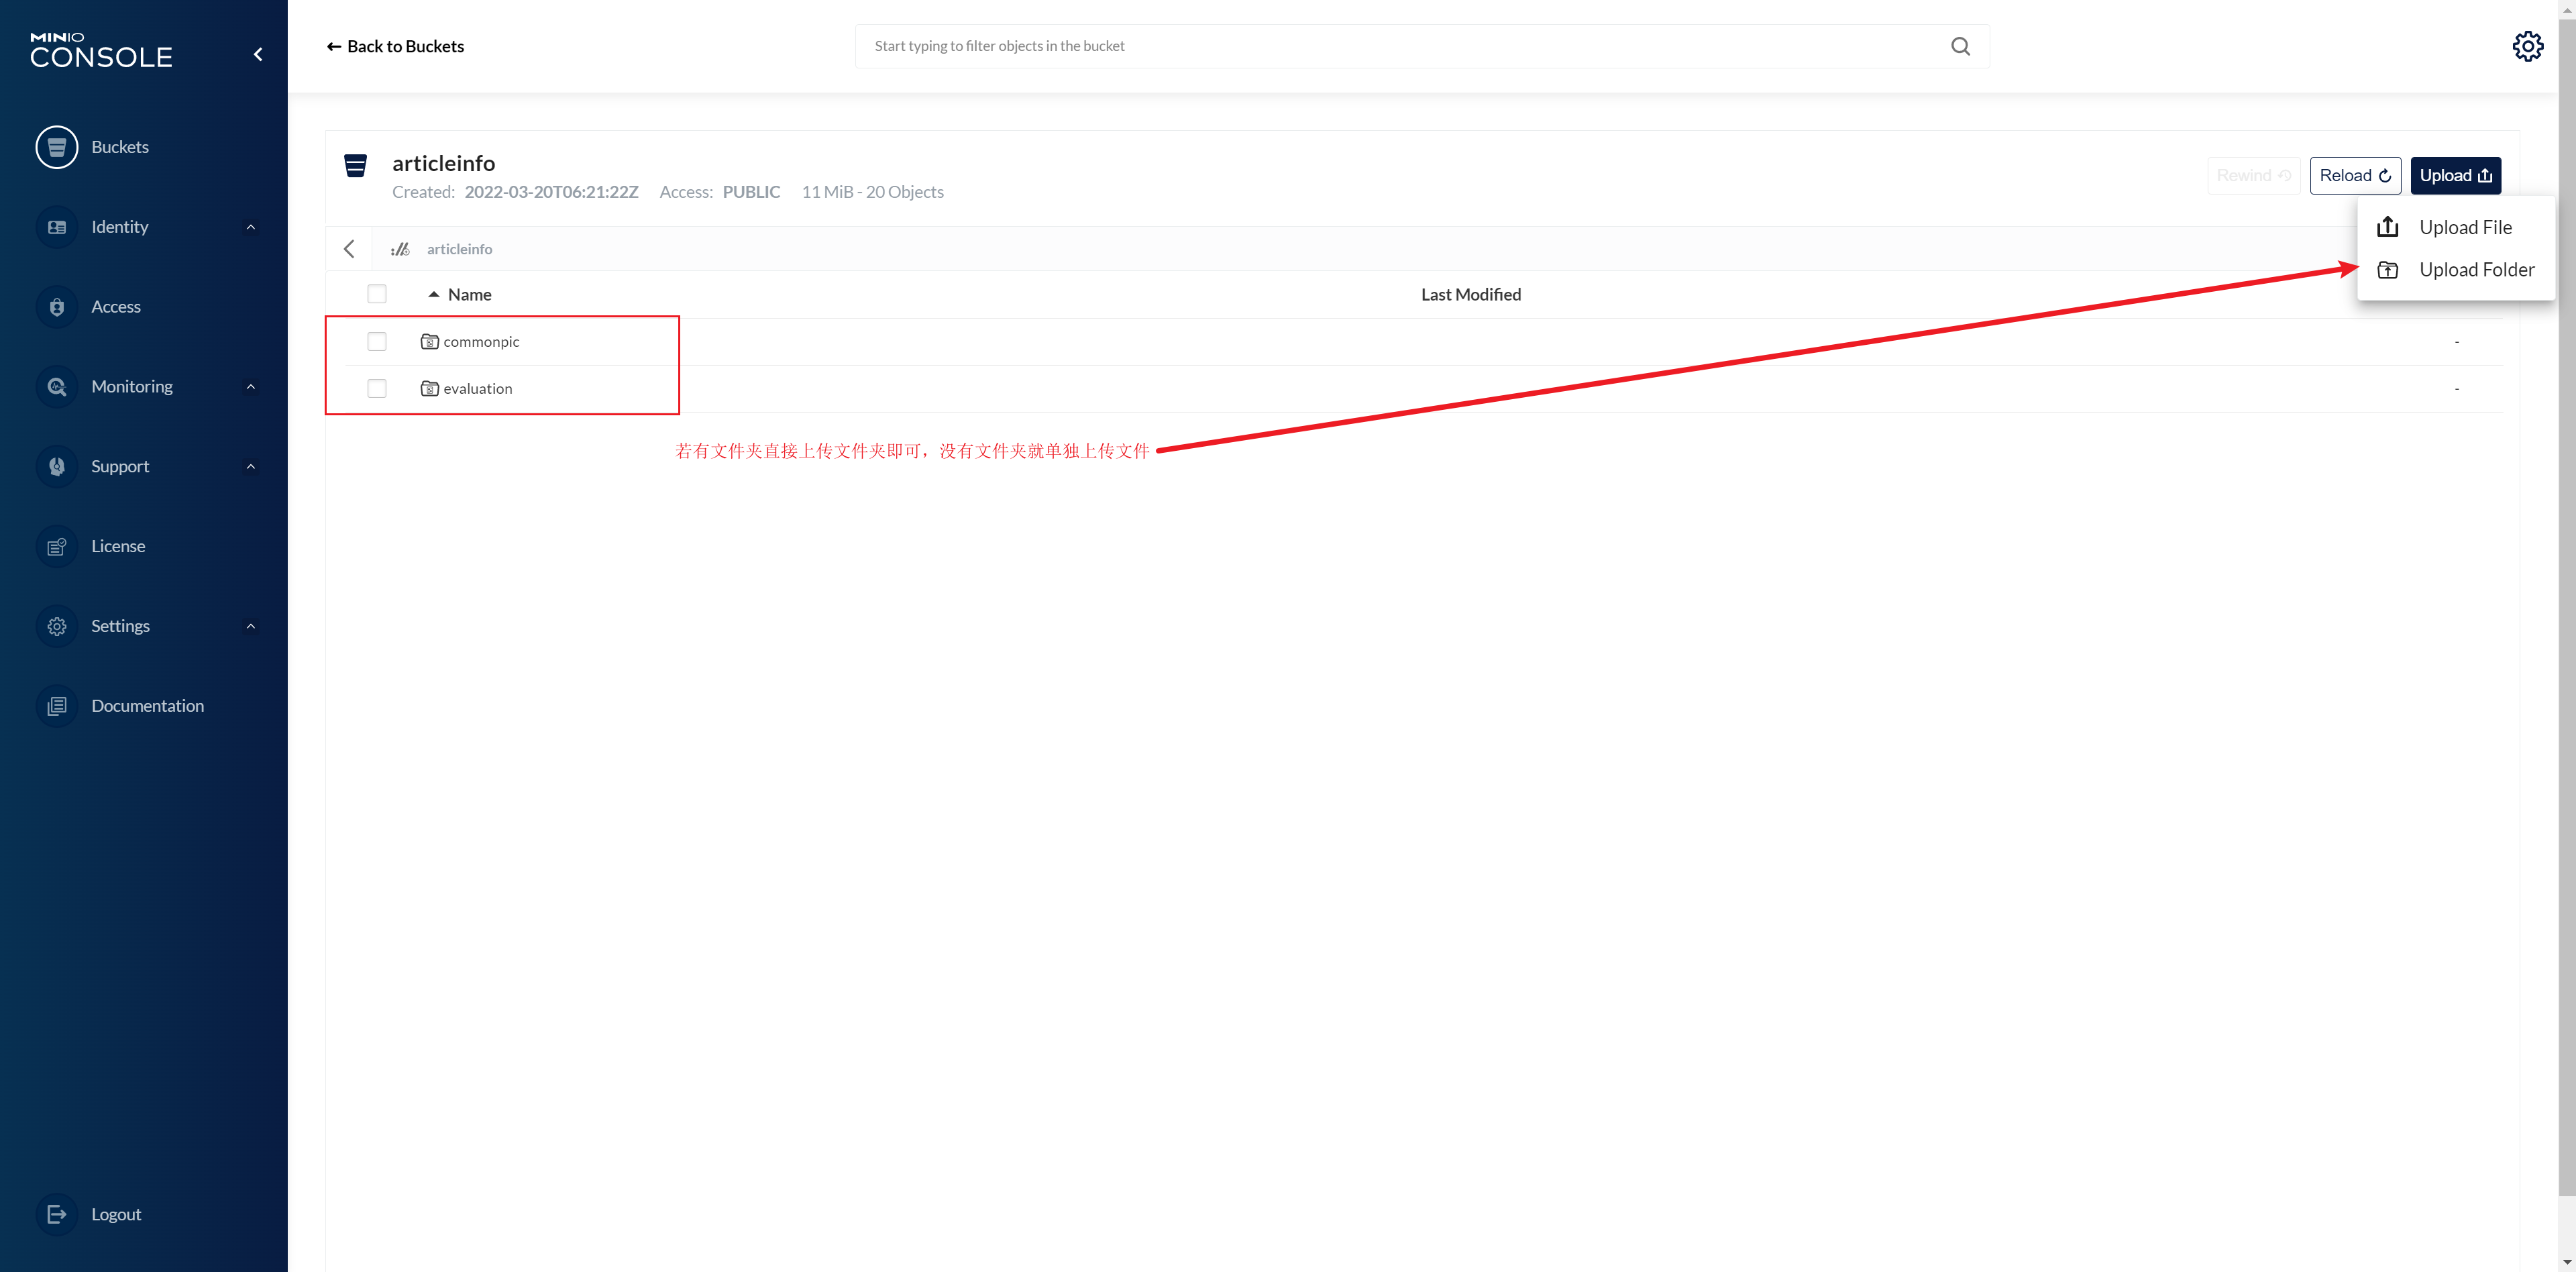 MINIO
CONSOLE
Back to Buckets
Start typing to filter objects in the bucket
Buckets
Identity
Access
Monitoring
Support
License
Settings
Documentation
Logout
articleinfo
Created: 2022-03-20T06:21:22Z Access: PUBLIC 11 MiB - 20 Objects
Rewind
Reload
Upload
Upload File
Upload Folder
articleinfo
Name Last Modified
commonpic -
evaluation -
若有文件夹直接上传文件夹即可，没有文件夹就单独上传文件